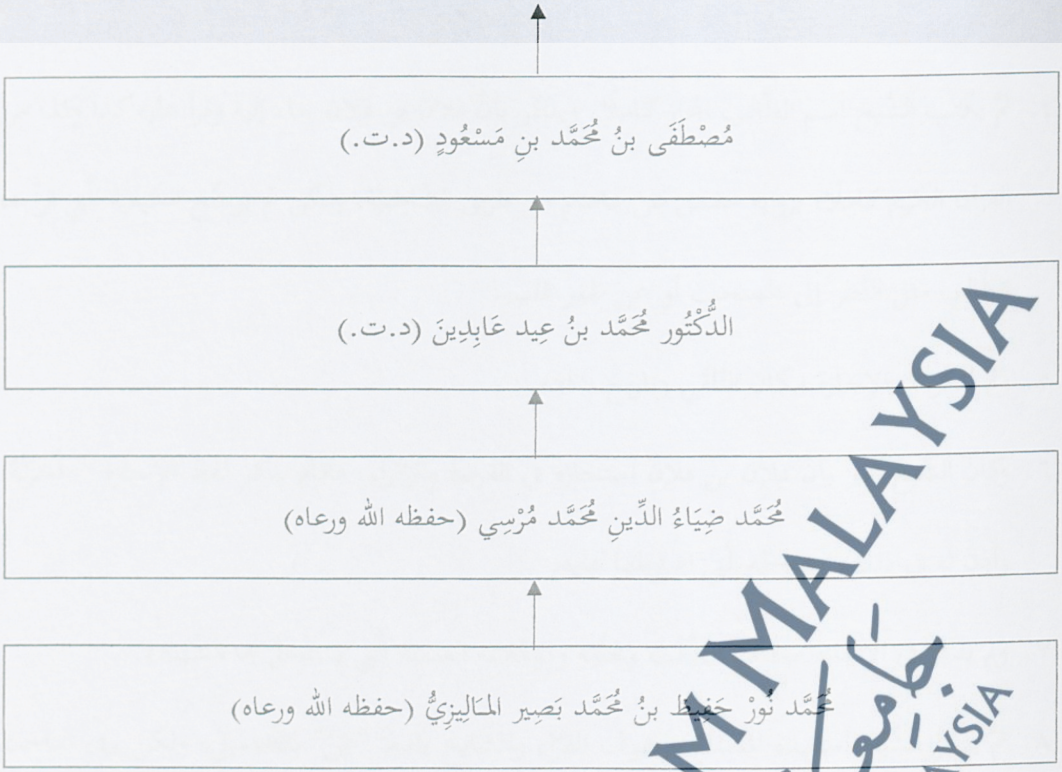 مُصْطَفَى بنُ مُحَمَّد بنِ مَسْعُودٍ (د.ت.)
الدُّكْتُور مُحَمَّد بنُ عِيد عَابِدِينَ (د.ت.)
مُحَمَّد ضِيَاءُ الدِّينِ مُحَمَّد مُرْسِي (حفظه الله ورعاه)
مُحَمَّد نُورْ حَفِيظ بنُ مُحَمَّد بَصِير المَالِيزِيُّ (حفظه الله ورعاه)
M MALAYSIA
YSIA